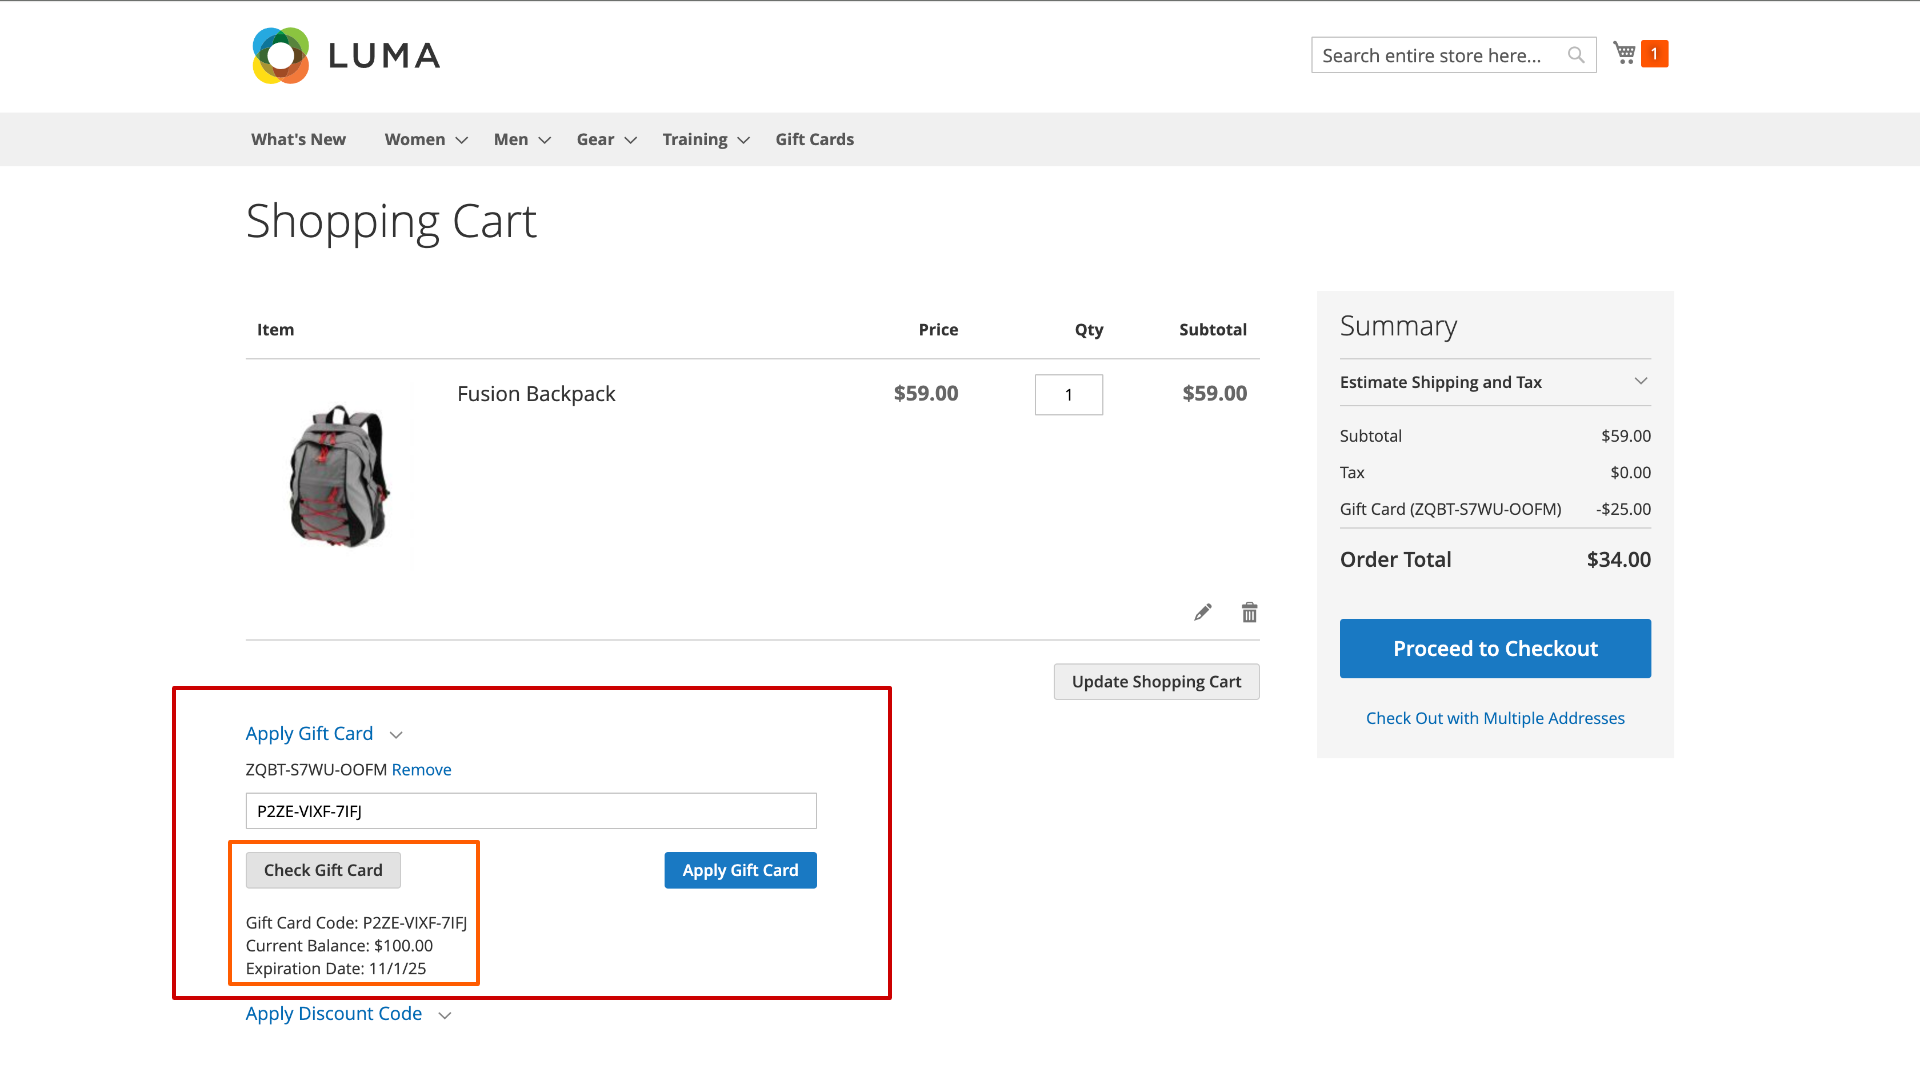 LUMA
Search entire store here...
1
What's New Women Men Gear Training Gift Cards
Shopping Cart
Item Price Qty Subtotal
Fusion Backpack $59.00 1 $59.00
Update Shopping Cart
Apply Gift Card
ZQBT-S7WU-OOFM Remove
P2ZE-VIXF-7IFJ
Check Gift Card Apply Gift Card
Gift Card Code: P2ZE-VIXF-7IFJ
Current Balance: $100.00
Expiration Date: 11/1/25
Apply Discount Code
Summary
Estimate Shipping and Tax
Subtotal $59.00
Tax $0.00
Gift Card (ZQBT-S7WU-OOFM) -$25.00
Order Total $34.00
Proceed to Checkout
Check Out with Multiple Addresses